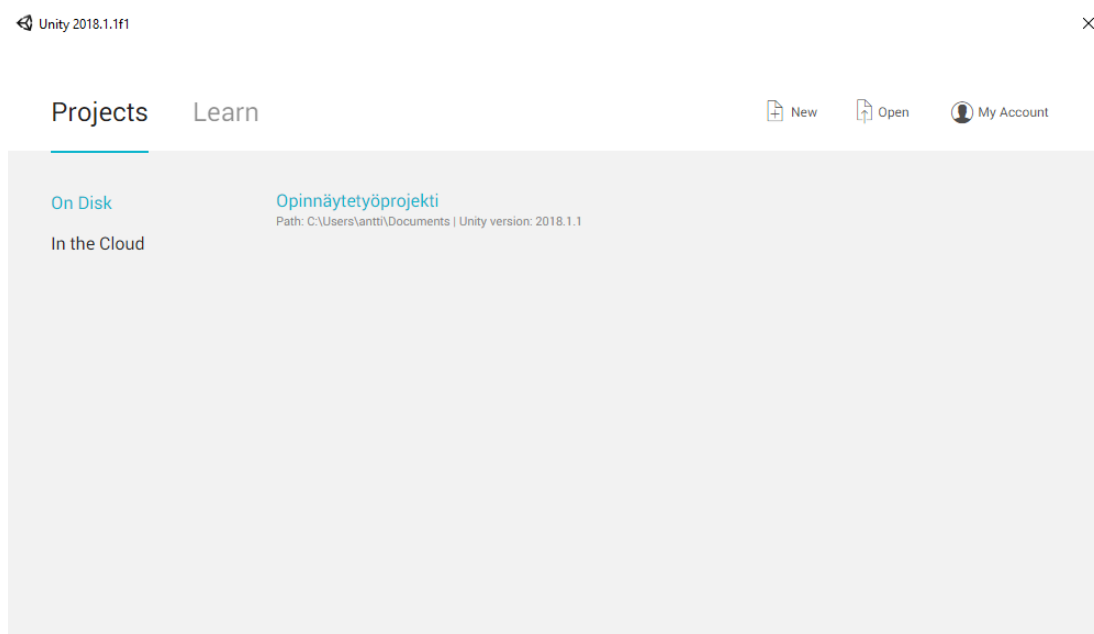 Unity 2018.1.1f1
Projects Learn New Open My Account
On Disk
In the Cloud
Opinnäytetyöprojekti
Path: C:\Users\antti\Documents | Unity version: 2018.1.1